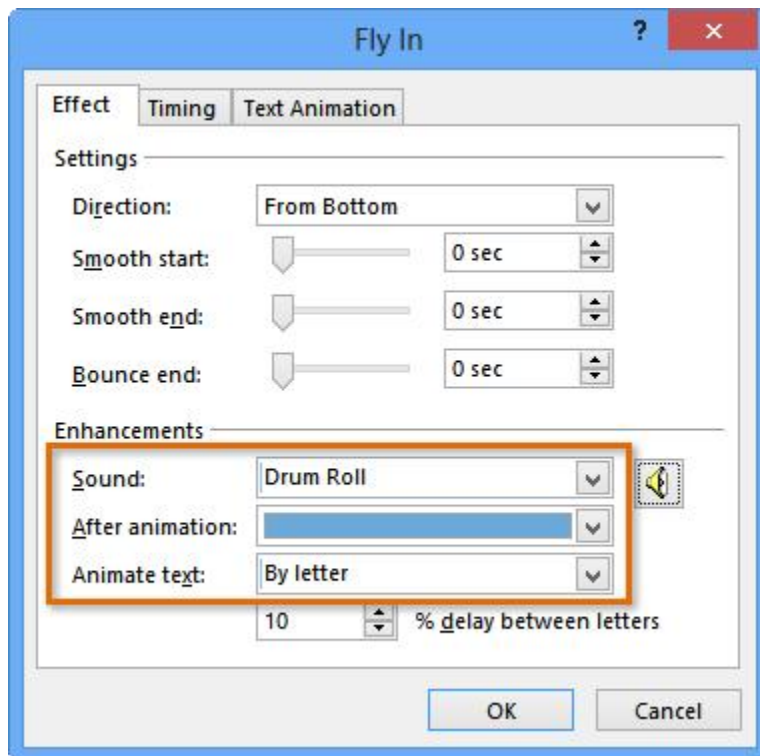 Fly In
?
Effect Timing Text Animation
Settings
Direction: From Bottom
Smooth start: 0 sec
Smooth end: 0 sec
Bounce end: 0 sec
Enhancements
Sound: Drum Roll
After animation:
Animate text: By letter
10 % delay between letters
OK Cancel